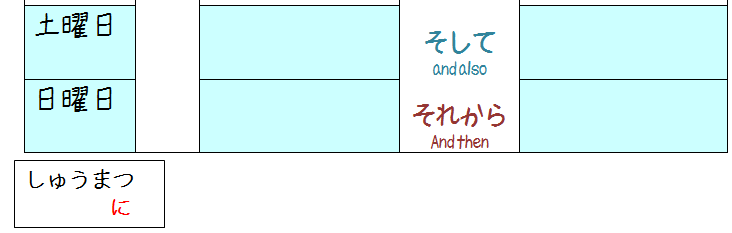 土曜日
そして
and also
日曜日
それから
And then
しゅうまつ
に